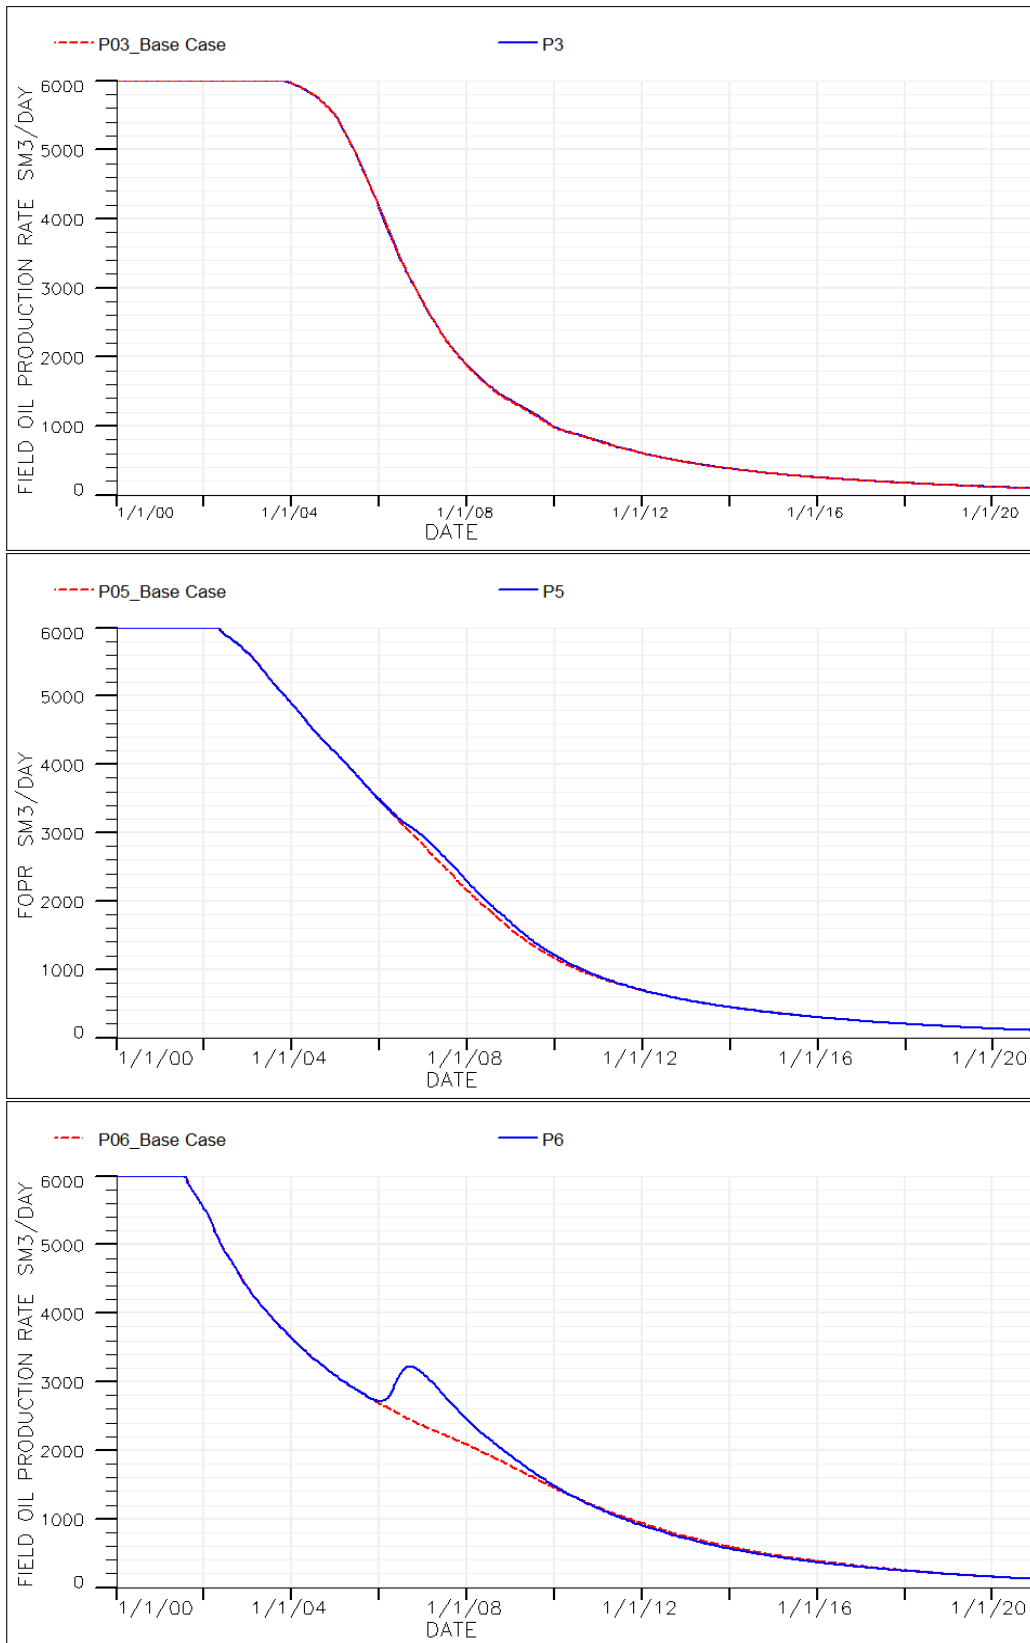 P03_Base Case P3
FIELD OIL PRODUCTION RATE SM3/DAY
6000
5000
4000
3000
2000
1000
0
1/1/00 1/1/04 1/1/08 1/1/12 1/1/16 1/1/20
DATE
P05_Base Case P5
FOPR SM3/DAY
6000
5000
4000
3000
2000
1000
0
1/1/00 1/1/04 1/1/08 1/1/12 1/1/16 1/1/20
DATE
P06_Base Case P6
FIELD OIL PRODUCTION RATE SM3/DAY
6000
5000
4000
3000
2000
1000
0
1/1/00 1/1/04 1/1/08 1/1/12 1/1/16 1/1/20
DATE